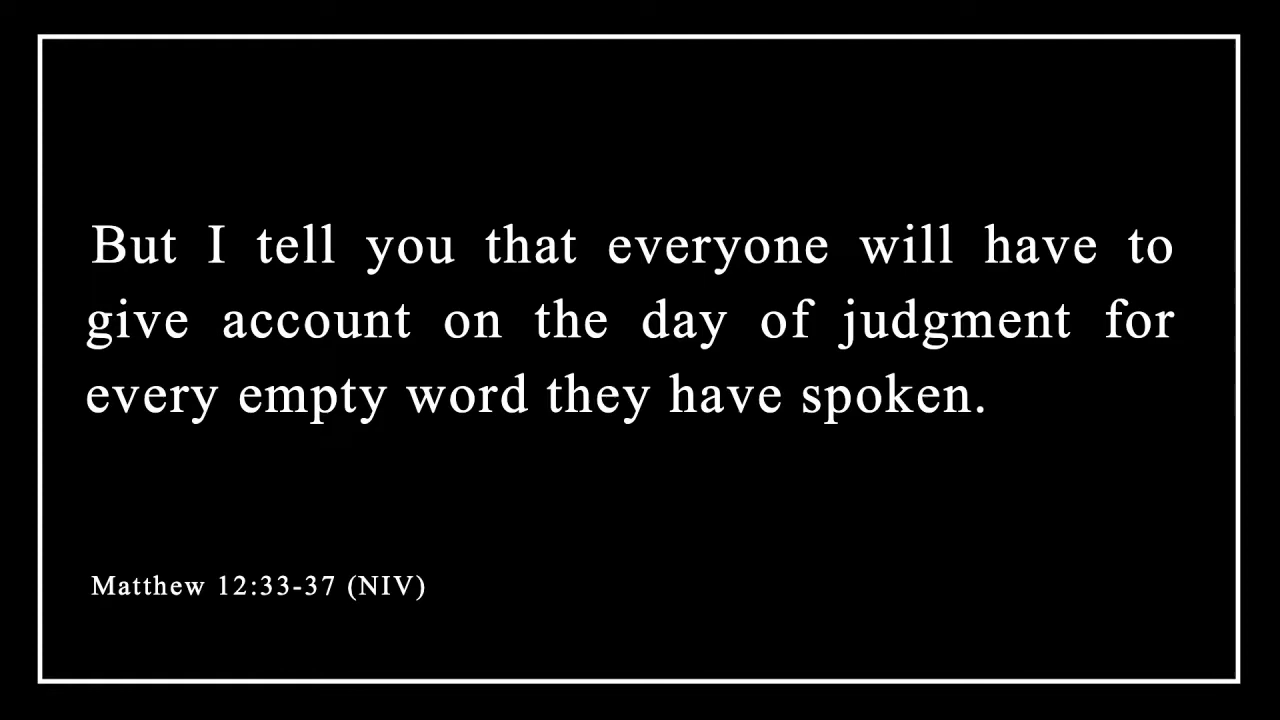 But I tell you that everyone will have to
give account on the day of judgment for
every empty word they have spoken.
Matthew 12:33-37 (NIV)